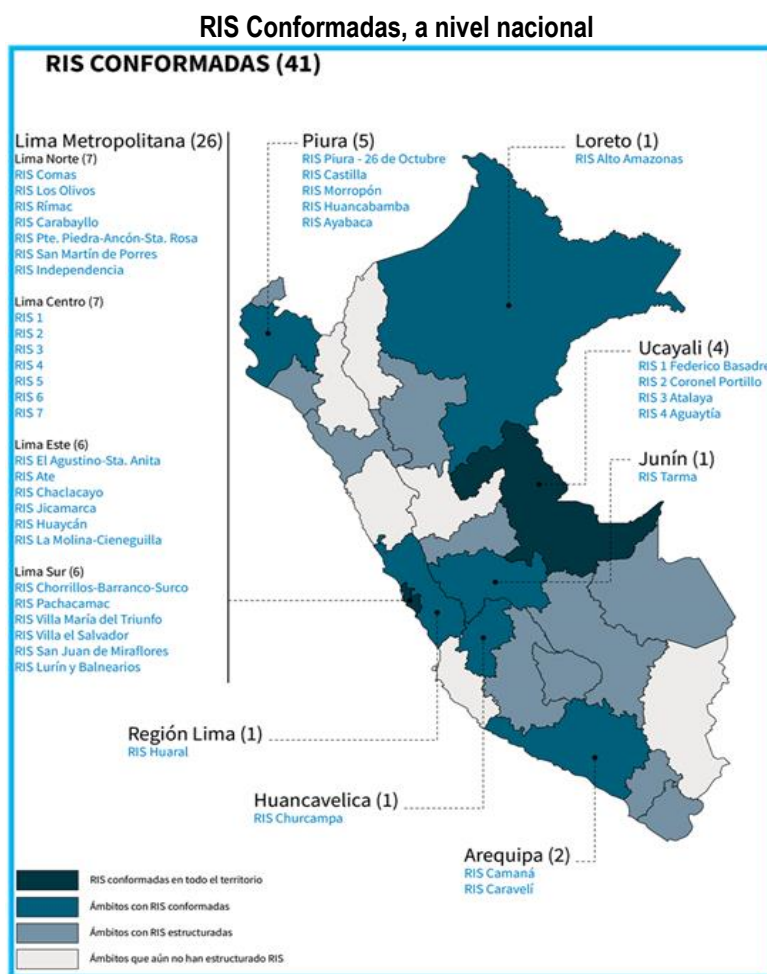 RIS Conformadas, a nivel nacional
RIS CONFORMADAS (41)
Lima Metropolitana (26)
Lima Norte (7)
RIS Comas
RIS Los Olivos
RIS Rímac
RIS Carabayllo
RIS Pte. Piedra-Ancón-Sta. Rosa
RIS San Martín de Porres
RIS Independencia
Lima Centro (7)
RIS 1
RIS 2
RIS 3
RIS 4
RIS 5
RIS 6
RIS 7
Lima Este (6)
RIS El Agustino-Sta. Anita
RIS Ate
RIS Chaclacayo
RIS Jicamarca
RIS Huaycán
RIS La Molina-Cieneguilla
Lima Sur (6)
RIS Chorrillos-Barranco-Surco
RIS Pachacamac
RIS Villa María del Triunfo
RIS Villa el Salvador
RIS San Juan de Miraflores
RIS Lurín y Balnearios
Piura (5)
RIS Piura - 26 de Octubre
RIS Castilla
RIS Morropón
RIS Huancabamba
RIS Ayabaca
Loreto (1)
RIS Alto Amazonas
Ucayali (4)
RIS 1 Federico Basadre
RIS 2 Coronel Portillo
RIS 3 Atalaya
RIS 4 Aguaytía
Junín (1)
RIS Tarma
Región Lima (1)
RIS Huaral
Huancavelica (1)
RIS Churcampa
Arequipa (2)
RIS Camaná
RIS Caravelí
RIS conformadas en todo el territorio
Ámbitos con RIS conformadas
Ámbitos con RIS estructuradas
Ámbitos que aún no han estructurado RIS